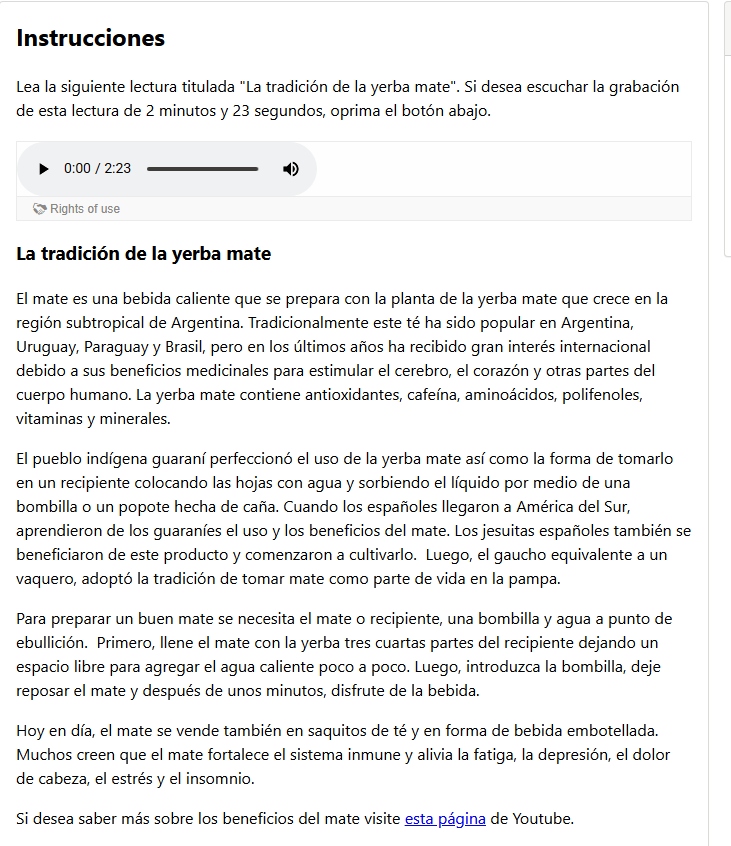 Instrucciones
Lea la siguiente lectura titulada "La tradición de la yerba mate". Si desea escuchar la grabación
de esta lectura de 2 minutos y 23 segundos, oprima el botón abajo.
0:00 / 2:23
Rights of use
La tradición de la yerba mate
El mate es una bebida caliente que se prepara con la planta de la yerba mate que crece en la
región subtropical de Argentina. Tradicionalmente este té ha sido popular en Argentina,
Uruguay, Paraguay y Brasil, pero en los últimos años ha recibido gran interés internacional
debido a sus beneficios medicinales para estimular el cerebro, el corazón y otras partes del
cuerpo humano. La yerba mate contiene antioxidantes, cafeína, aminoácidos, polifenoles,
vitaminas y minerales.
El pueblo indígena guaraní perfeccionó el uso de la yerba mate así como la forma de tomarlo
en un recipiente colocando las hojas con agua y sorbiendo el líquido por medio de una
bombilla o un popote hecha de caña. Cuando los españoles llegaron a América del Sur,
aprendieron de los guaraníes el uso y los beneficios del mate. Los jesuitas españoles también se
beneficiaron de este producto y comenzaron a cultivarlo.  Luego, el gaucho equivalente a un
vaquero, adoptó la tradición de tomar mate como parte de vida en la pampa.
Para preparar un buen mate se necesita el mate o recipiente, una bombilla y agua a punto de
ebullición.  Primero, llene el mate con la yerba tres cuartas partes del recipiente dejando un
espacio libre para agregar el agua caliente poco a poco. Luego, introduzca la bombilla, deje
reposar el mate y después de unos minutos, disfrute de la bebida.
Hoy en día, el mate se vende también en saquitos de té y en forma de bebida embotellada.
Muchos creen que el mate fortalece el sistema inmune y alivia la fatiga, la depresión, el dolor
de cabeza, el estrés y el insomnio.
Si desea saber más sobre los beneficios del mate visite esta página de Youtube.